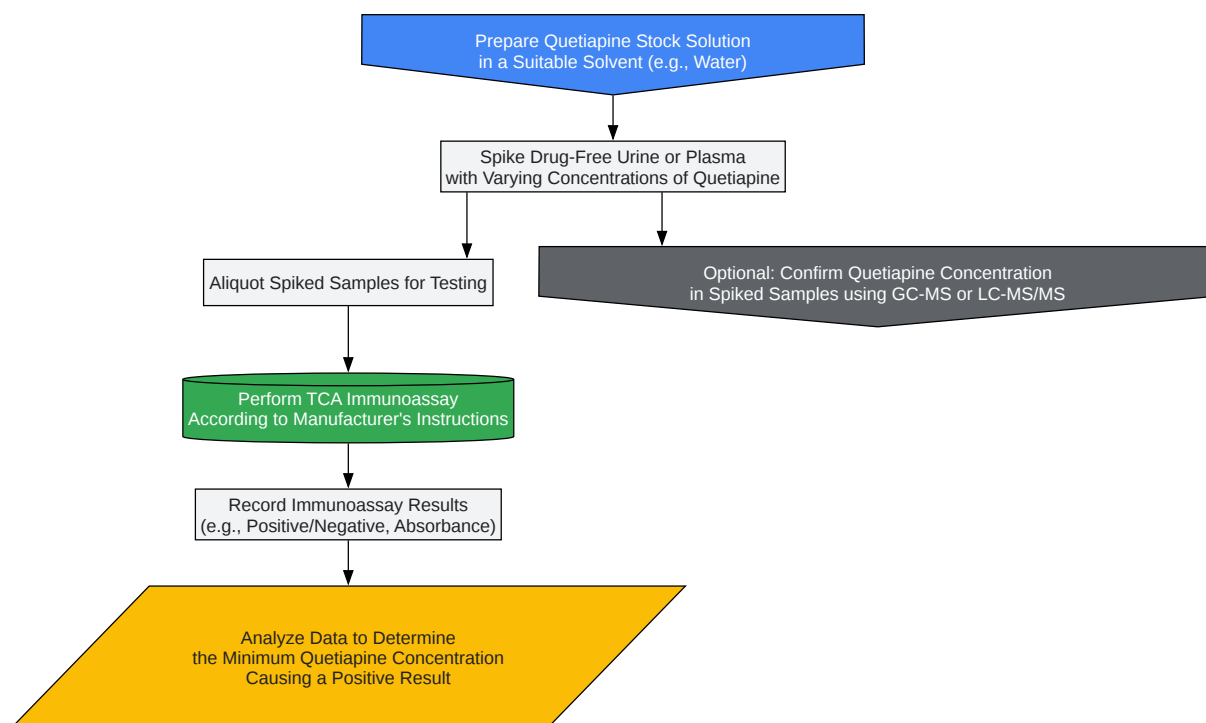 Prepare Quetiapine Stock Solution
in a Suitable Solvent (e.g., Water)
Spike Drug-Free Urine or Plasma
with Varying Concentrations of Quetiapine
Aliquot Spiked Samples for Testing
Optional: Confirm Quetiapine Concentration
in Spiked Samples using GC-MS or LC-MS/MS
Perform TCA Immunoassay
According to Manufacturer's Instructions
Record Immunoassay Results
(e.g., Positive/Negative, Absorbance)
Analyze Data to Determine
the Minimum Quetiapine Concentration
Causing a Positive Result